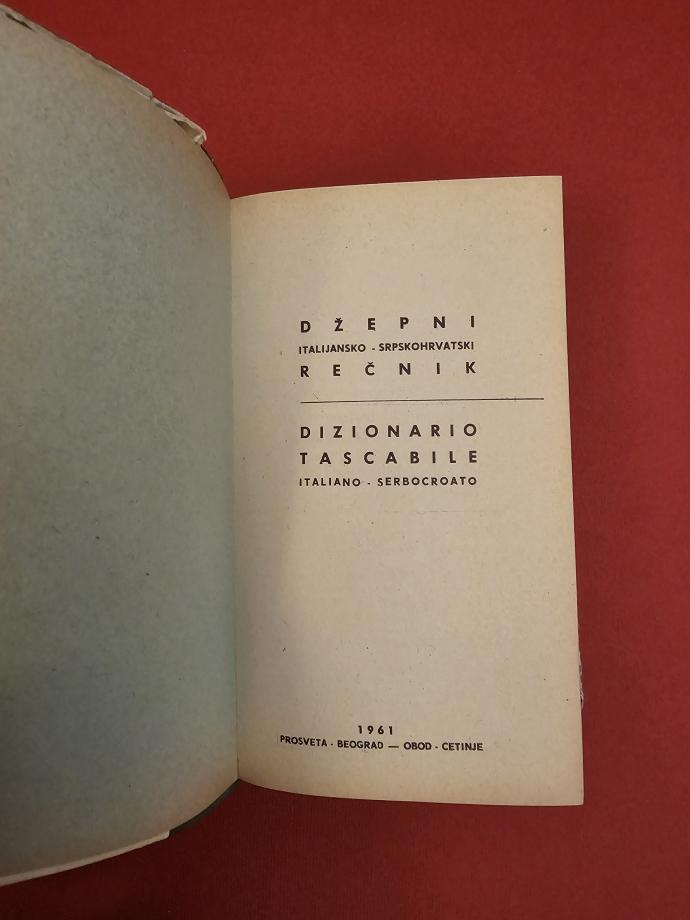 DŽEPNI
ITALIJANSKO - SRPSKOHRVATSKI
REČNIK
DIZIONARIO
TASCABILE
ITALIANO - SERBOCROATO
1961
PROSVETA - BEOGRAD — OBOD - CETINJE